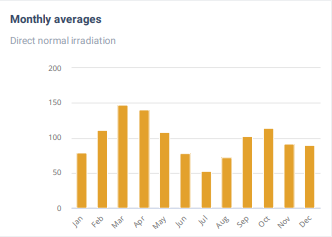 Monthly averages
Direct normal irradiation
200
150
100
50
0
Jan Feb Mar Apr May Jun Jul Aug Sep Oct Nov Dec